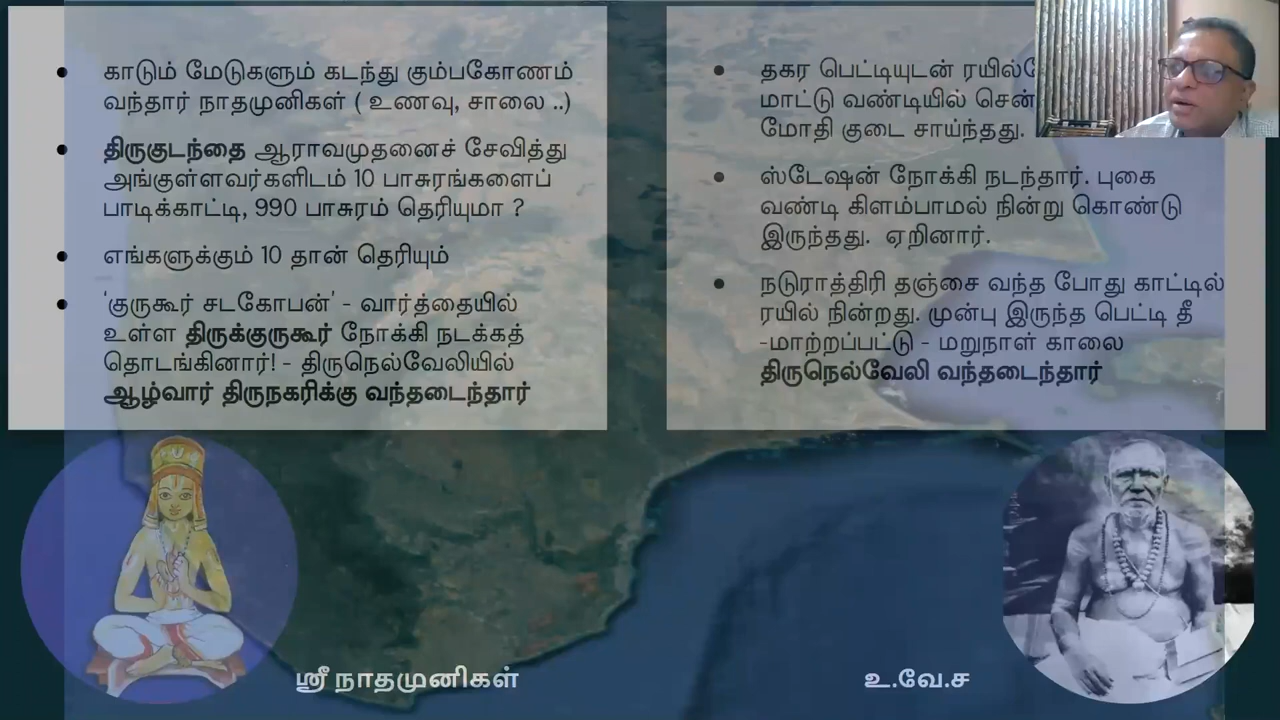 காடும் மேடுகளும் கடந்து கும்பகோணம்
வந்தார் நாதமுனிகள் ( உணவு, சாலை ..)
திருகுடந்தை ஆராவமுதனைச் சேவித்து
அங்குள்ளவர்களிடம் 10 பாசுரங்களைப்
பாடிக்காட்டி, 990 பாசுரம் தெரியுமா ?
எங்களுக்கும் 10 தான் தெரியும்
'குருகூர் சடகோபன்' - வார்த்தையில்
உள்ள திருக்குருகூர் நோக்கி நடக்கத்
தொடங்கினார்! - திருநெல்வேலியில்
ஆழ்வார் திருநகரிக்கு வந்தடைந்தார்
தகர பெட்டியுடன்
மாட்டு வண்டியில்
மோதி குடை சாய்ந்தது.
ஸ்டேஷன் நோக்கி நடந்தார். புகை
வண்டி கிளம்பாமல் நின்று கொண்டு
இருந்தது. ஏறினார்.
நடுராத்திரி தஞ்சை வந்த போது காட்டில்
ரயில் நின்றது. முன்பு இருந்த பெட்டி தீ
-மாற்றப்பட்டு - மறுநாள் காலை
திருநெல்வேலி வந்தடைந்தார்
ஸ்ரீ நாதமுனிகள்
உ.வே.ச